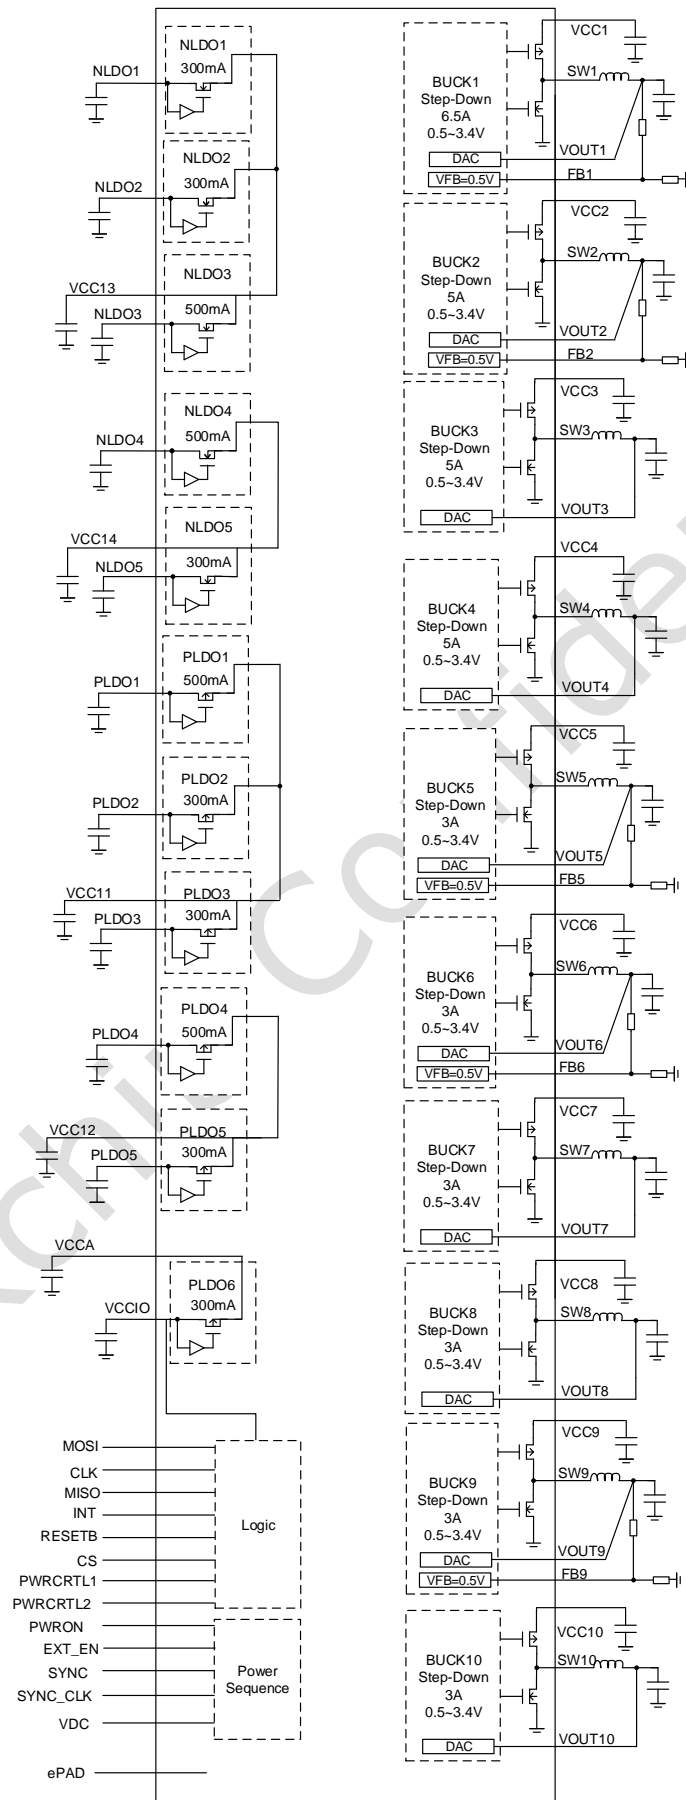 NLDO1
300mA
NLDO1
NLDO2
300mA
NLDO2
NLDO3
VCC13
500mA
NLDO3
NLDO4
500mA
NLDO4
NLDO5
VCC14
300mA
NLDO5
PLDO1
500mA
PLDO1
PLDO2
300mA
PLDO2
PLDO3
VCC11
300mA
PLDO3
PLDO4
500mA
PLDO4
VCC12
PLDO5
300mA
PLDO5
VCCA
PLDO6
300mA
VCCIO
MOSI
CLK
MISO
INT
RESETB
CS
PWRCRTL1
PWRCRTL2
Logic
PWRON
EXT_EN
SYNC
SYNC_CLK
VDC
Power
Sequence
ePAD
BUCK1
Step-Down
6.5A
0.5~3.4V
DAC
VFB=0.5V
VCC1
SW1
VOUT1
FB1
BUCK2
Step-Down
5A
0.5~3.4V
DAC
VFB=0.5V
VCC2
SW2
VOUT2
FB2
BUCK3
Step-Down
5A
0.5~3.4V
DAC
VCC3
SW3
VOUT3
BUCK4
Step-Down
5A
0.5~3.4V
DAC
VCC4
SW4
VOUT4
BUCK5
Step-Down
3A
0.5~3.4V
DAC
VFB=0.5V
VCC5
SW5
VOUT5
FB5
BUCK6
Step-Down
3A
0.5~3.4V
DAC
VFB=0.5V
VCC6
SW6
VOUT6
FB6
BUCK7
Step-Down
3A
0.5~3.4V
DAC
VCC7
SW7
VOUT7
BUCK8
Step-Down
3A
0.5~3.4V
DAC
VCC8
SW8
VOUT8
BUCK9
Step-Down
3A
0.5~3.4V
DAC
VFB=0.5V
VCC9
SW9
VOUT9
FB9
BUCK10
Step-Down
3A
0.5~3.4V
DAC
VCC10
SW10
VOUT10